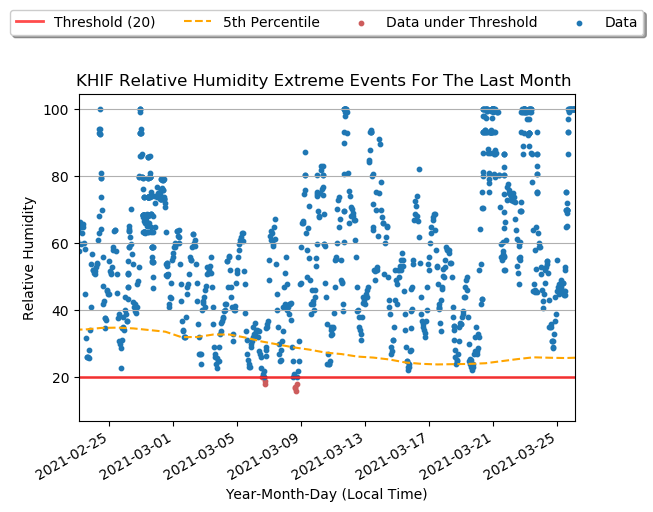 Threshold (20) 5th Percentile Data under Threshold Data
KHIF Relative Humidity Extreme Events For The Last Month
100
80
60
40
20
Relative Humidity
2021-02-25 2021-03-01 2021-03-05 2021-03-09 2021-03-13 2021-03-17 2021-03-21 2021-03-25
Year-Month-Day (Local Time)